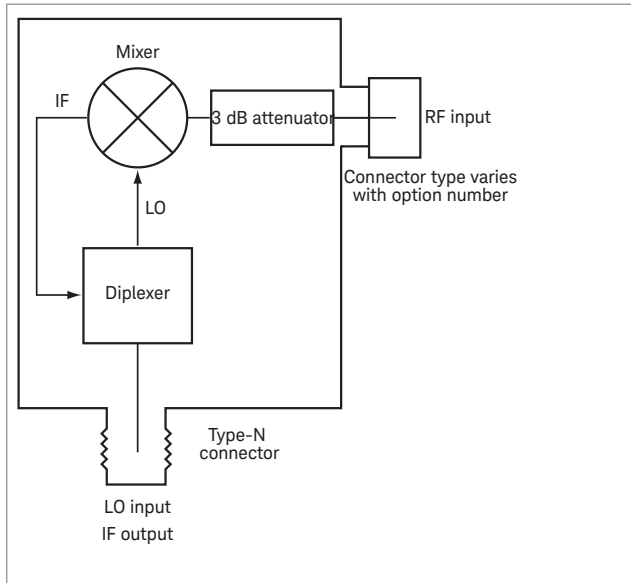 Mixer
IF
3 dB attenuator
RF input
Connector type varies
with option number
LO
Diplexer
Type-N
connector
LO input
IF output